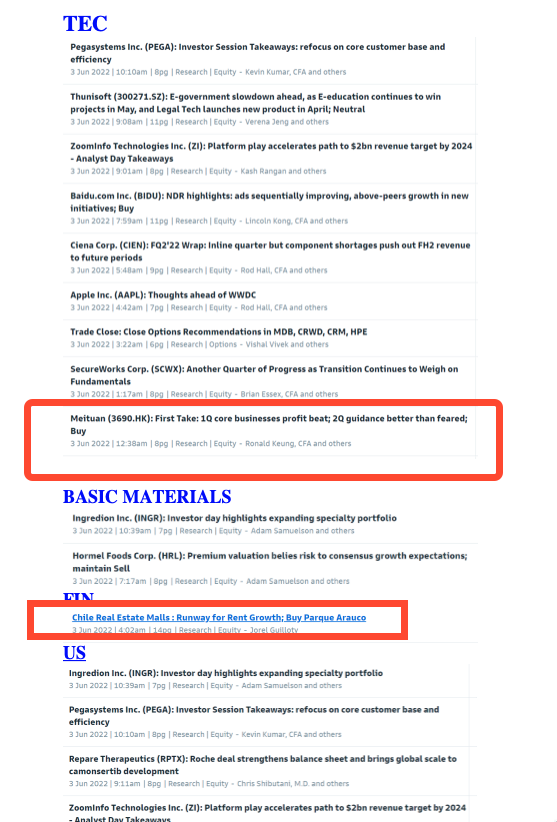 TEC
Pegasystems Inc. (PEGA): Investor Session Takeaways: refocus on core customer base and
efficiency
3 Jun 2022 | 10:10am | 8pg | Research | Equity - Kevin Kumar, CFA and others
Thunisoft (300271.SZ): E-government slowdown ahead, as E-education continues to win
projects in May, and Legal Tech launches new product in April; Neutral
3 Jun 2022 | 9:08am | 11pg | Research | Equity - Verena Jeng and others
ZoomInfo Technologies Inc. (ZI): Platform play accelerates path to $2bn revenue target by 2024
- Analyst Day Takeaways
3 Jun 2022 | 9:01am | 8pg | Research | Equity - Kash Rangan and others
Baidu.com Inc. (BIDU): NDR highlights: ads sequentially improving, above-peers growth in new
initiatives; Buy
3 Jun 2022 | 7:59am | 11pg | Research | Equity - Lincoln Kong, CFA and others
Ciena Corp. (CIEN): FQ2'22 Wrap: Inline quarter but component shortages push out FH2 revenue
to future periods
3 Jun 2022 | 5:48am | 9pg | Research | Equity - Rod Hall, CFA and others
Apple Inc. (AAPL): Thoughts ahead of WWDC
3 Jun 2022 | 4:42am | 7pg | Research | Equity - Rod Hall, CFA and others
Trade Close: Close Options Recommendations in MDB, CRWD, CRM, HPE
3 Jun 2022 | 3:22am | 6pg | Research | Options - Vishal Vivek and others
SecureWorks Corp. (SCWX): Another Quarter of Progress as Transition Continues to Weigh on
Fundamentals
3 Jun 2022 | 1:17am | 8pg | Research | Equity - Brian Essex, CFA and others
Meituan (3690.HK): First Take: 1Q core businesses profit beat; 2Q guidance better than feared;
Buy
3 Jun 2022 | 12:38am | 8pg | Research | Equity - Ronald Keung, CFA and others
BASIC MATERIALS
Ingredion Inc. (INGR): Investor day highlights expanding specialty portfolio
3 Jun 2022 | 10:39am | 7pg | Research | Equity - Adam Samuelson and others
Hormel Foods Corp. (HRL): Premium valuation belies risk to consensus growth expectations;
maintain Sell
3 Jun 2022 | 7:17am | 8pg | Research | Equity - Adam Samuelson and others
FIN
Chile Real Estate Malls : Runway for Rent Growth; Buy Parque Arauco
3 Jun 2022 | 4:02am | 14pg | Research | Equity - Jorel Guilloty
US
Ingredion Inc. (INGR): Investor day highlights expanding specialty portfolio
3 Jun 2022 | 10:39am | 7pg | Research | Equity - Adam Samuelson and others
Pegasystems Inc. (PEGA): Investor Session Takeaways: refocus on core customer base and
efficiency
3 Jun 2022 | 10:10am | 8pg | Research | Equity - Kevin Kumar, CFA and others
Repare Therapeutics (RPTX): Roche deal strengthens balance sheet and brings global scale to
camonsertib development
3 Jun 2022 | 9:11am | 8pg | Research | Equity - Chris Shibutani, M.D. and others
ZoomInfo Technologies Inc. (ZI): Platform play accelerates path to $2bn revenue target by 2024
- Analyst Day Takeaways